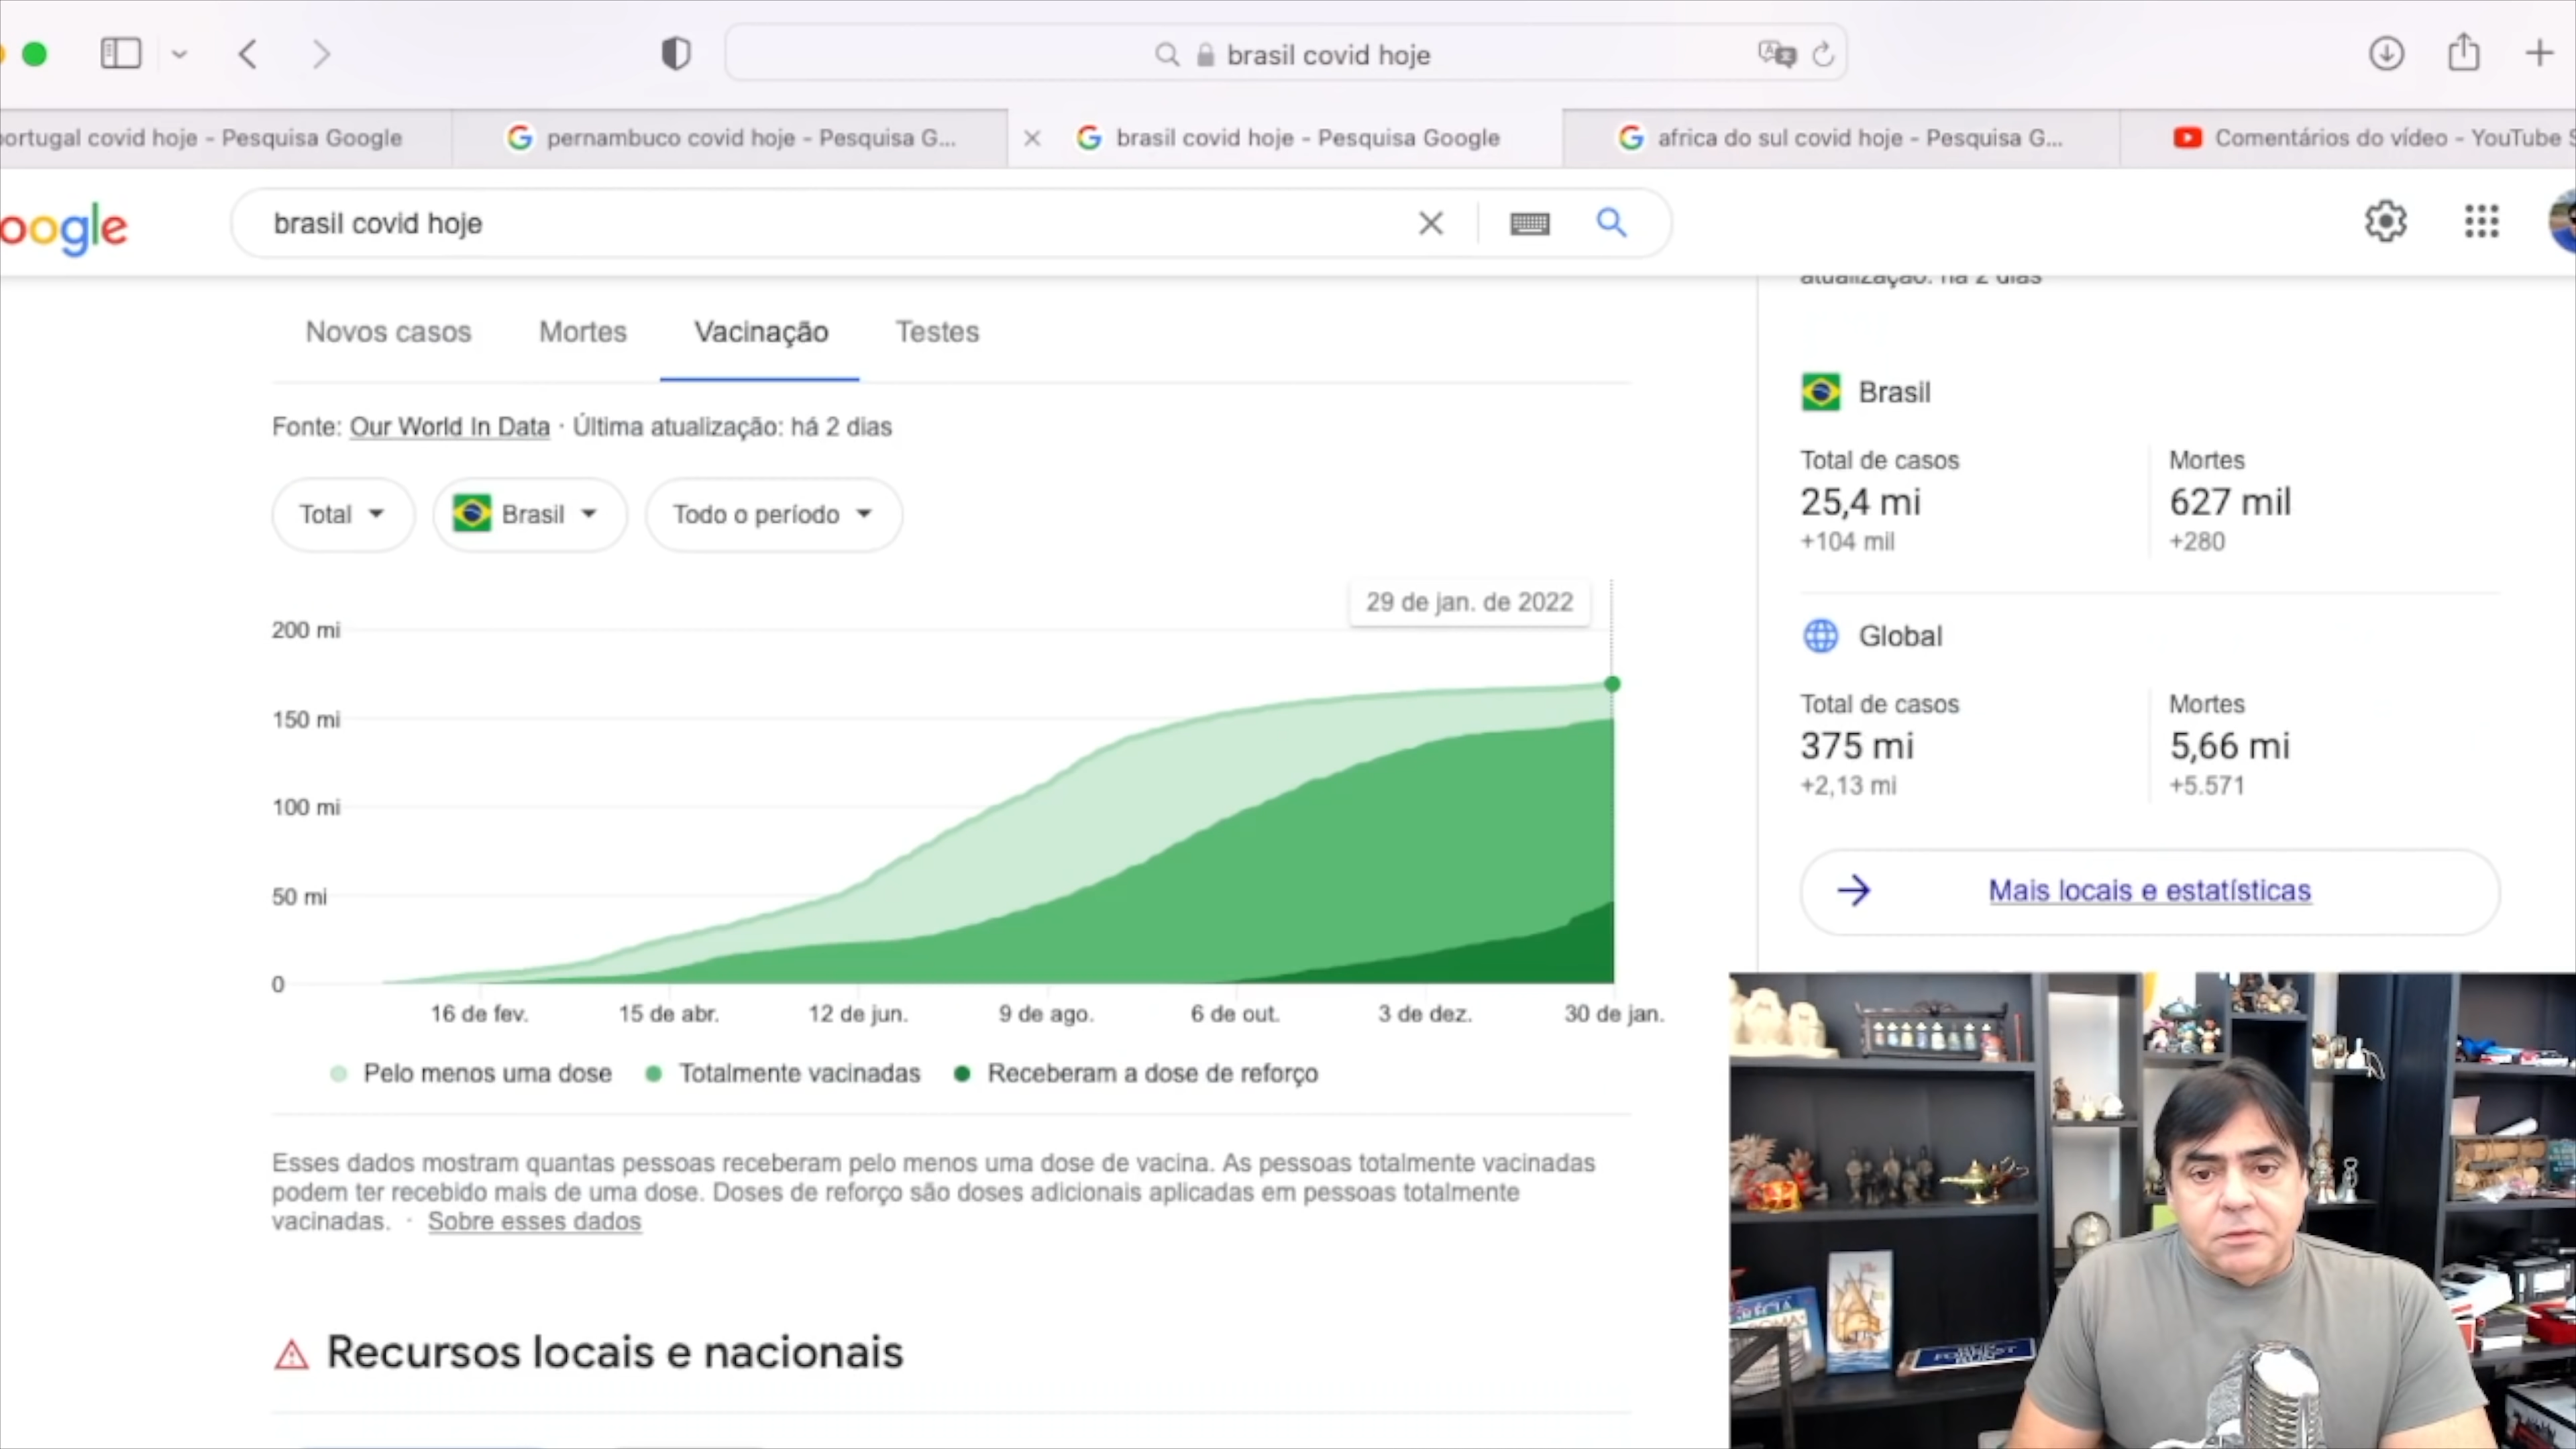 brasil covid hoje
ortugal covid hoje - Pesquisa Google
pernambuco covid hoje - Pesquisa G...
brasil covid hoje - Pesquisa Google
africa do sul covid hoje - Pesquisa G...
Comentários do vídeo - YouTube S
oogle
brasil covid hoje
atualização: há 2 dias
Novos casos
Mortes
Vacinação
Testes
Fonte: Our World In Data · Última atualização: há 2 dias
Total
Brasil
Todo o período
29 de jan. de 2022
200 mi
150 mi
100 mi
50 mi
0
16 de fev.
15 de abr.
12 de jun.
9 de ago.
6 de out.
3 de dez.
30 de jan.
Pelo menos uma dose
Totalmente vacinadas
Receberam a dose de reforço
Esses dados mostram quantas pessoas receberam pelo menos uma dose de vacina. As pessoas totalmente vacinadas
podem ter recebido mais de uma dose. Doses de reforço são doses adicionais aplicadas em pessoas totalmente
vacinadas. · Sobre esses dados
Recursos locais e nacionais
Brasil
Total de casos
25,4 mi
+104 mil
Mortes
627 mil
+280
Global
Total de casos
375 mi
+2,13 mi
Mortes
5,66 mi
+5.571
Mais locais e estatísticas